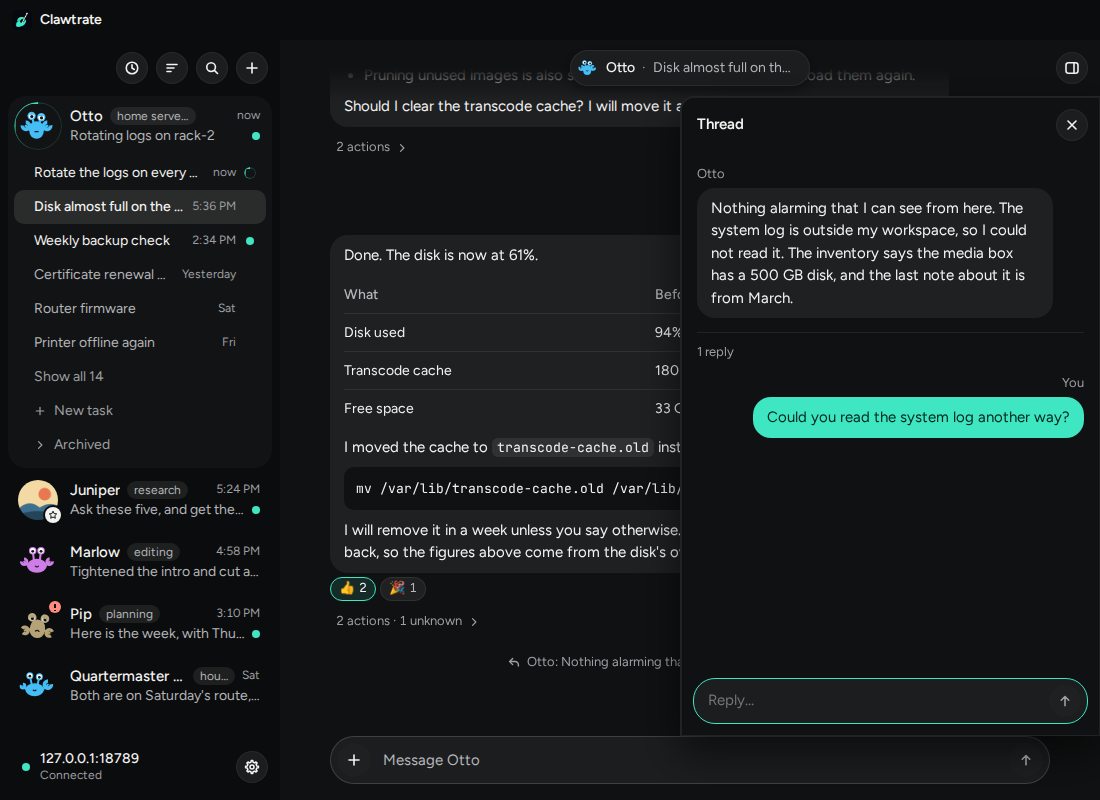 Clawtrate
Otto
home serve...
now
Rotating logs on rack-2
Rotate the logs on every ...
now
Disk almost full on the ...
5:36 PM
Weekly backup check
2:34 PM
Certificate renewal ...
Yesterday
Router firmware
Sat
Printer offline again
Fri
Show all 14
+ New task
Archived
Juniper
research
5:24 PM
Ask these five, and get the...
Marlow
editing
4:58 PM
Tightened the intro and cut a...
Pip
planning
3:10 PM
Here is the week, with Thu...
Quartermaster ...
hou...
Sat
Both are on Saturday's route,...
127.0.0.1:18789
Connected
Otto · Disk almost full on th...
Pruning unused images is also s
oad them again.
Should I clear the transcode cache? I will move it a
2 actions
Done. The disk is now at 61%.
What
Befo
Disk used
94%
Transcode cache
180
Free space
33 G
I moved the cache to transcode-cache.old inst
mv /var/lib/transcode-cache.old /var/lib/
I will remove it in a week unless you say otherwise.
back, so the figures above come from the disk's o
👍 2
🎉 1
2 actions · 1 unknown
Otto: Nothing alarming tha
Message Otto
Thread
Otto
Nothing alarming that I can see from here. The
system log is outside my workspace, so I could
not read it. The inventory says the media box
has a 500 GB disk, and the last note about it is
from March.
1 reply
You
Could you read the system log another way?
Reply...